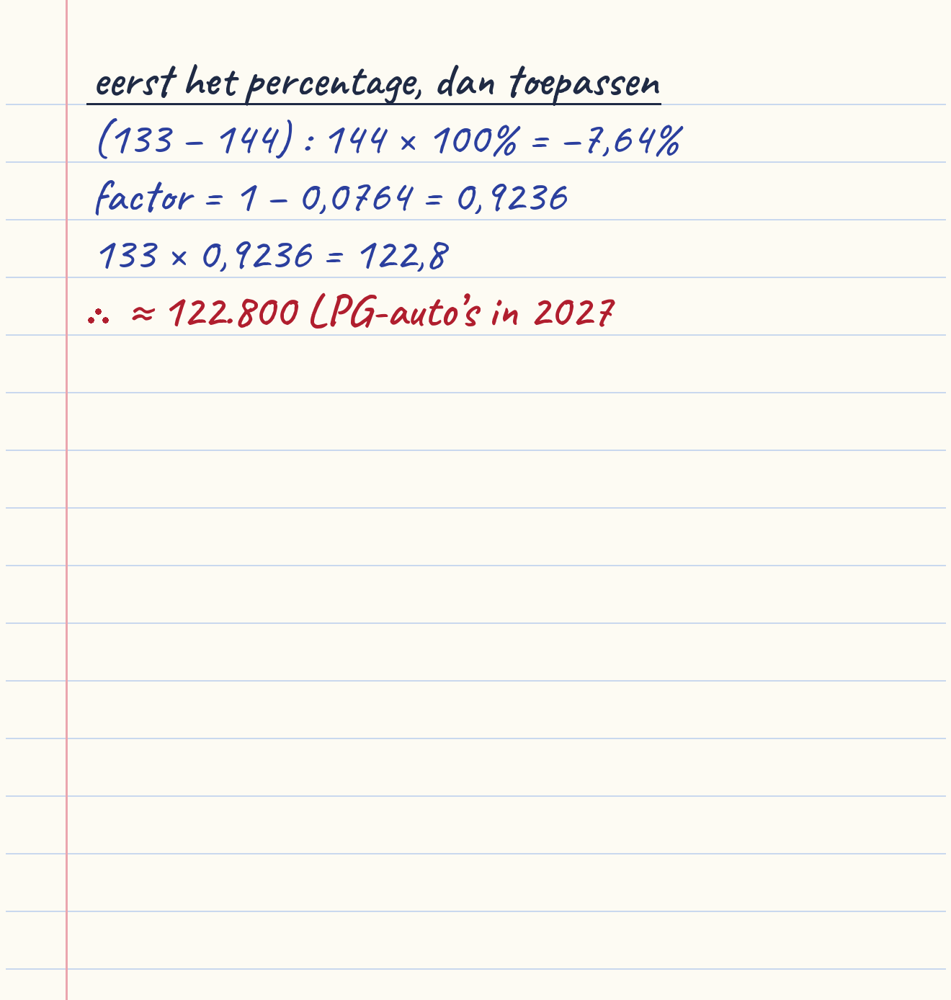 eerst het percentage, dan toepassen
(133 – 144) : 144 × 100% = –7,64%
factor = 1 – 0,0764 = 0,9236
133 × 0,9236 = 122,8
∴ ≈ 122.800 LPG-auto’s in 2027